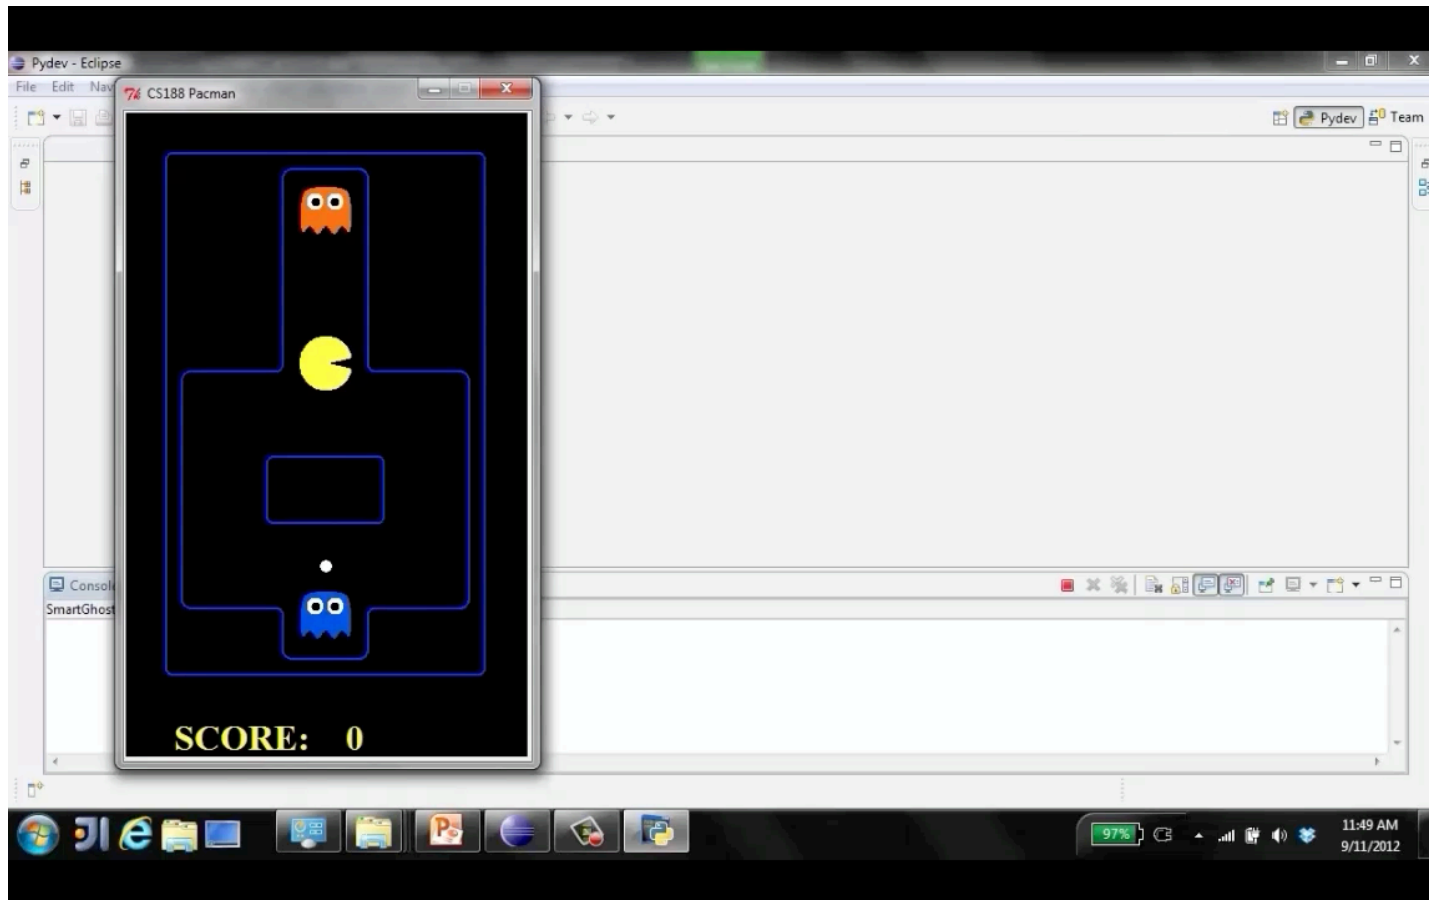 Pydev - Eclipse
File Edit Nav
CS188 Pacman
Pydev
Team
Console
SmartGhost
SCORE: 0
97%
11:49 AM
9/11/2012